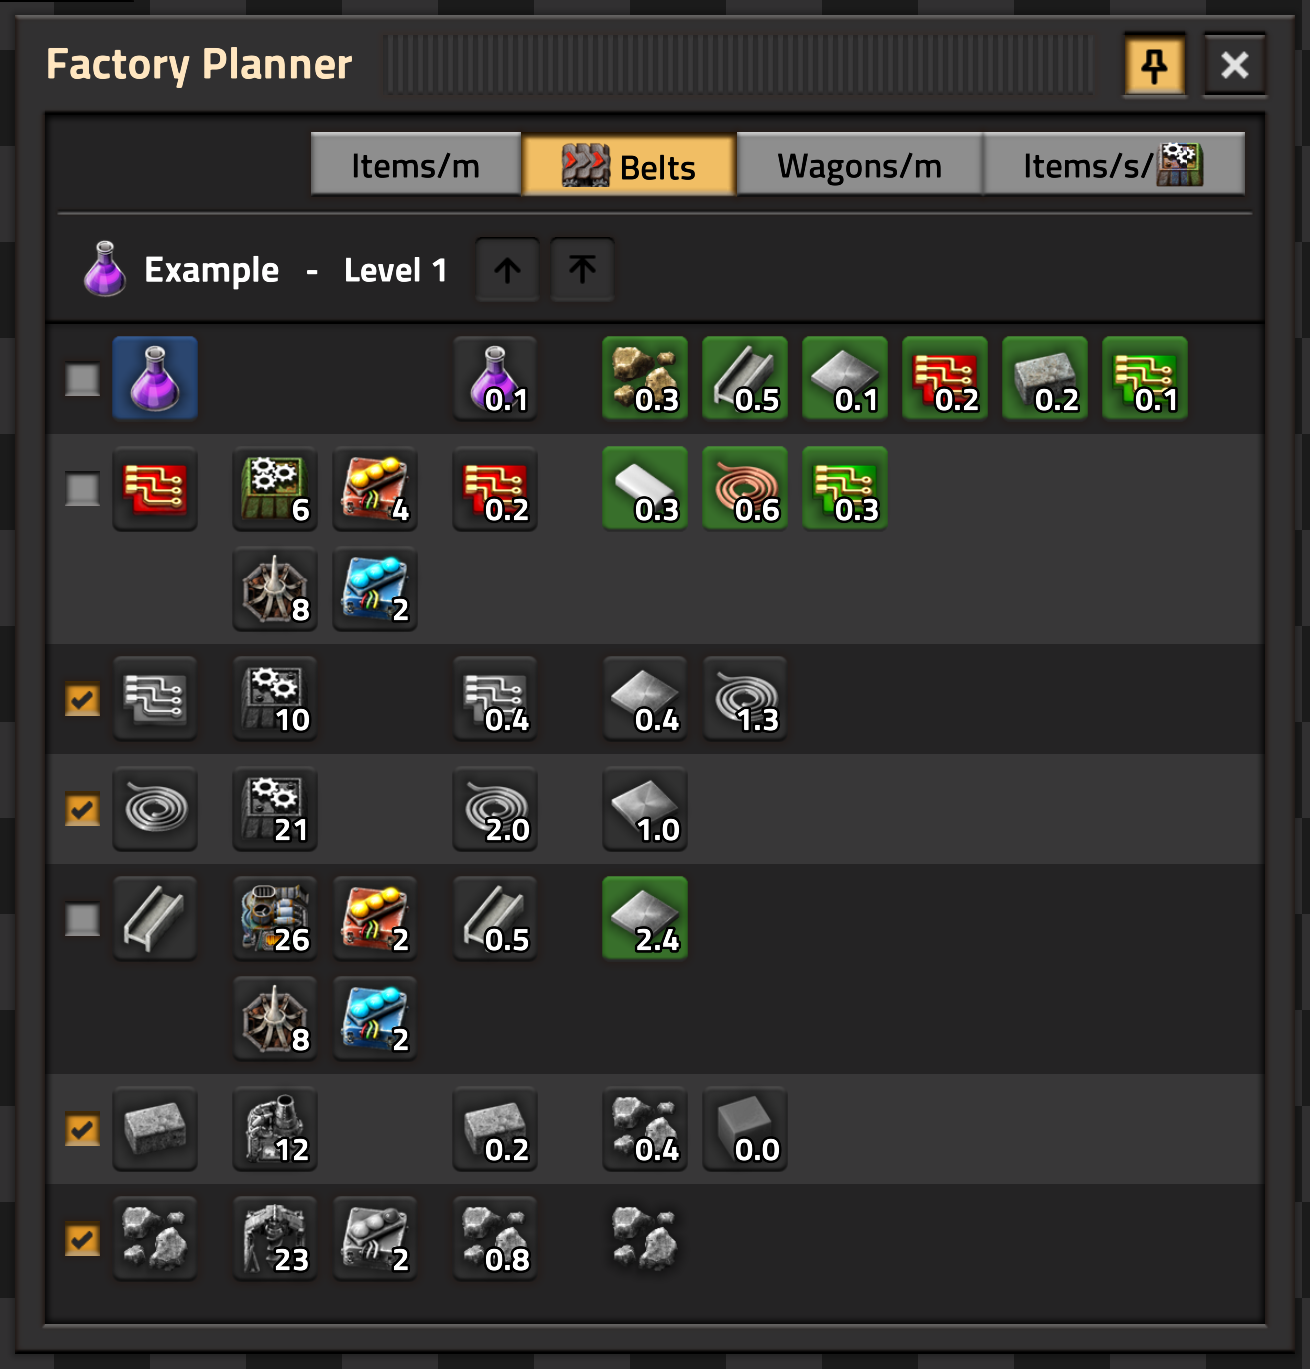 Factory Planner
Items/m Belts Wagons/m Items/s/
Example - Level 1
0.1 0.3 0.5 0.1 0.2 0.2 0.1
6 4 0.2 0.3 0.6 0.3
8 2
10 0.4 0.4 1.3
21 2.0 1.0
26 2 0.5 2.4
8 2
12 0.2 0.4 0.0
23 2 0.8